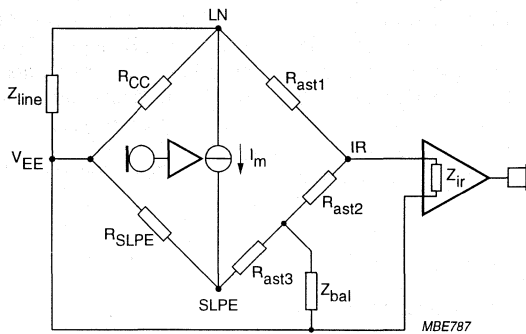 LN
R_CC
R_ast1
Z_line
V_EE
IR
I_m
Z_ir
R_ast2
R_SLPE
R_ast3
Z_bal
SLPE
MBE787